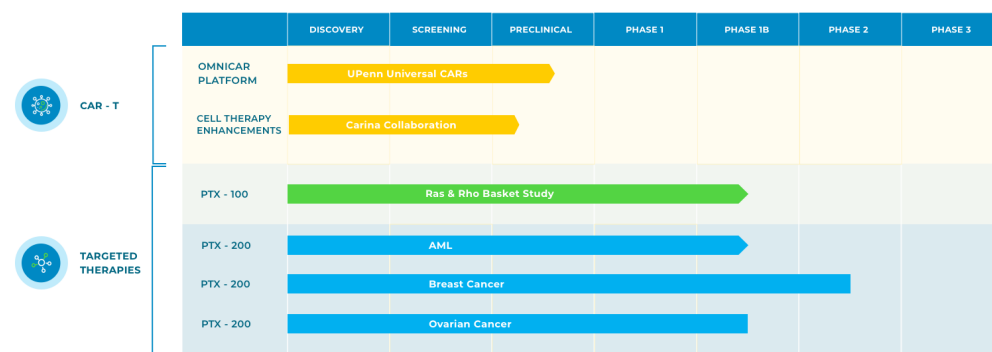 DISCOVERY SCREENING PRECLINICAL PHASE 1 PHASE 1B PHASE 2 PHASE 3
CAR - T
OMNICAR
PLATFORM
UPenn Universal CARs
CELL THERAPY
ENHANCEMENTS
Carina Collaboration
TARGETED
THERAPIES
PTX - 100
Ras & Rho Basket Study
PTX - 200
AML
PTX - 200
Breast Cancer
PTX - 200
Ovarian Cancer